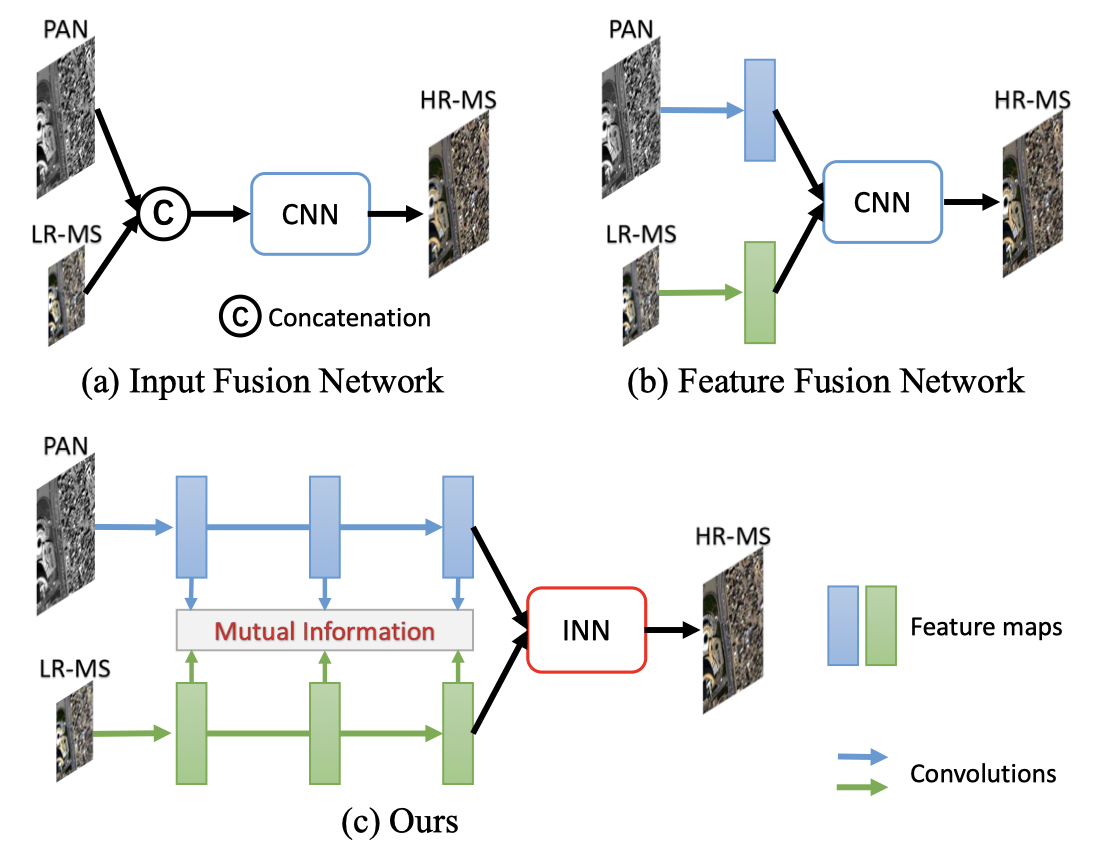 PAN
HR-MS
LR-MS
C
CNN
C Concatenation
(a) Input Fusion Network
PAN
HR-MS
LR-MS
CNN
(b) Feature Fusion Network
PAN
HR-MS
Mutual Information
INN
LR-MS
Feature maps
Convolutions
(c) Ours